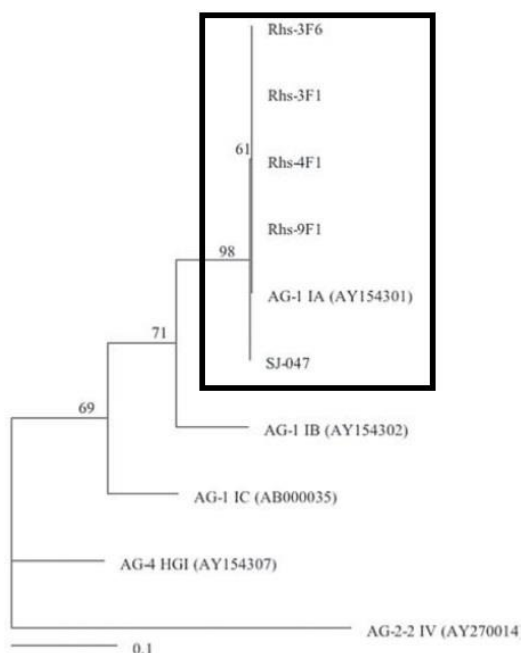 Rhs-3F6
Rhs-3F1
61
Rhs-4F1
Rhs-9F1
98
AG-1 IA (AY154301)
71
SJ-047
69
AG-1 IB (AY154302)
AG-1 IC (AB000035)
AG-4 HGI (AY154307)
AG-2-2 IV (AY270014)
0.1